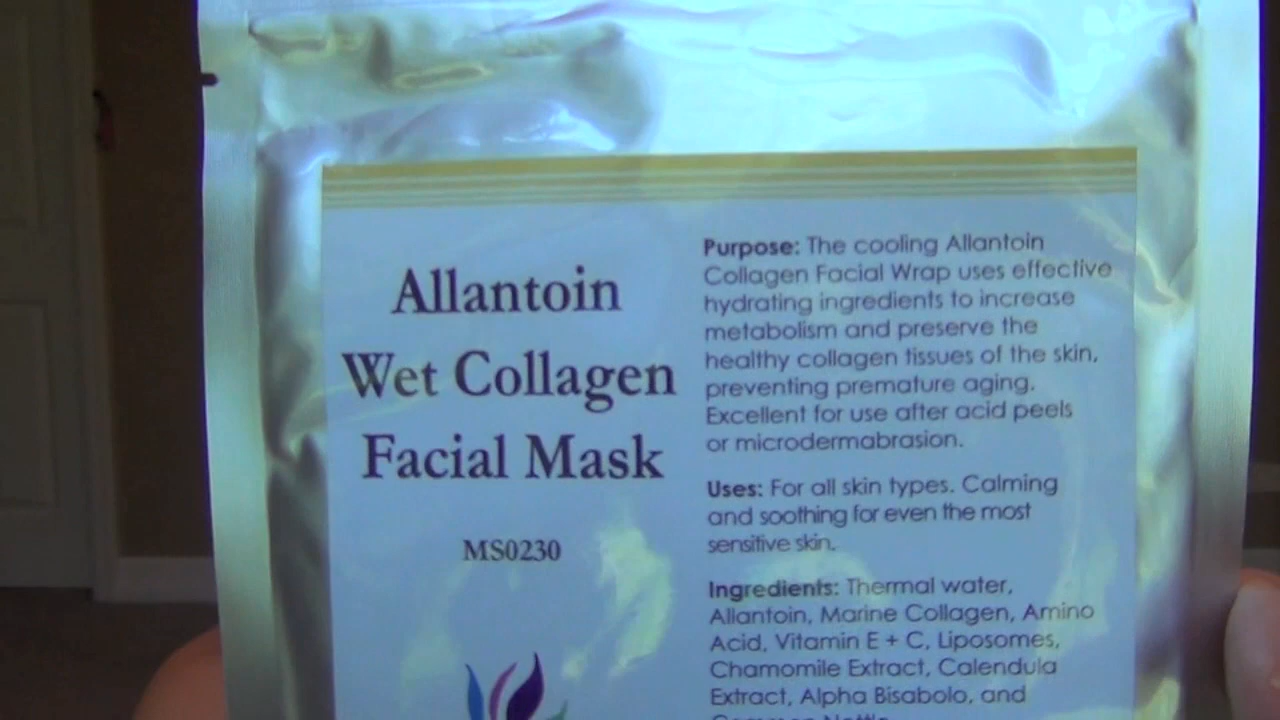 Allantoin
Wet Collagen
Facial Mask
MS0230
Purpose: The cooling Allantoin
Collagen Facial Wrap uses effective
hydrating ingredients to increase
metabolism and preserve the
healthy collagen tissues of the skin,
preventing premature aging.
Excellent for use after acid peels
or microdermabrasion.
Uses: For all skin types. Calming
and soothing for even the most
sensitive skin.
Ingredients: Thermal water,
Allantoin, Marine Collagen, Amino
Acid, Vitamin E + C, Liposomes,
Chamomile Extract, Calendula
Extract, Alpha Bisabolo, and